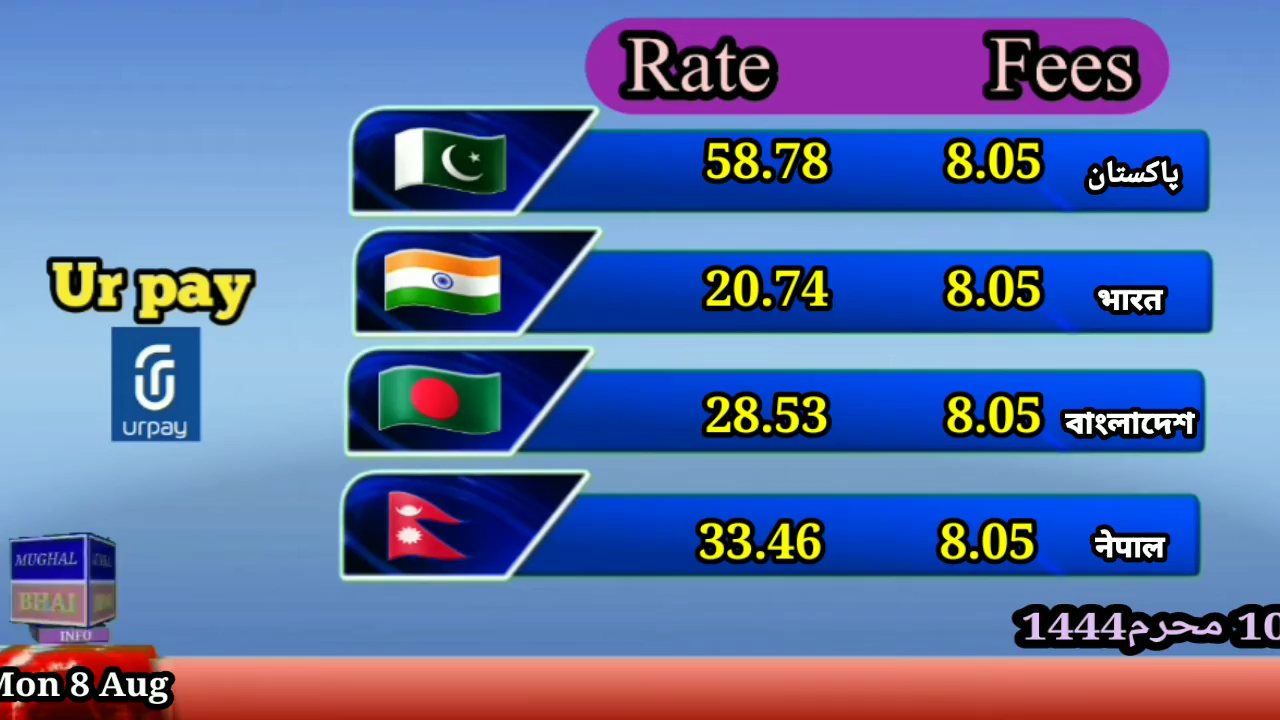 Rate Fees
58.78 8.05 پاکستان
20.74 8.05 भारत
Ur pay
urpay
28.53 8.05 বাংলাদেশ
33.46 8.05 नेपाल
MUGHAL
BHAI
INFO
10 محرم1444
Mon 8 Aug